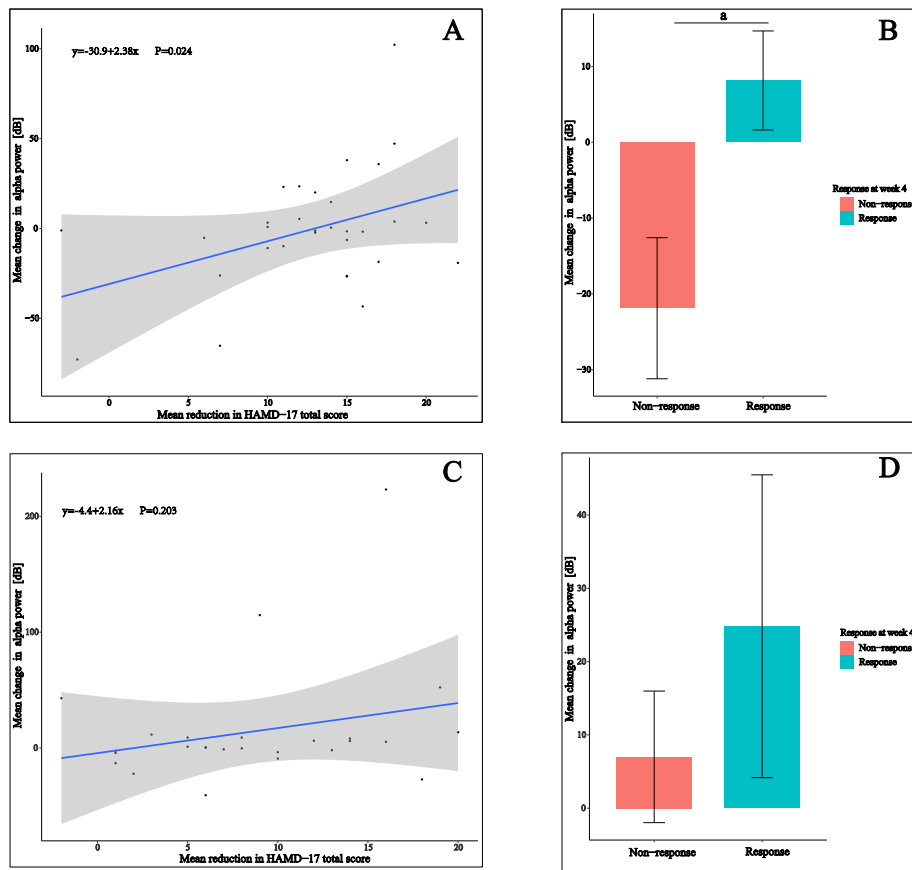 A
y=-30.9+2.38x P=0.024
Mean change in alpha power [dB]
100
50
0
−50
0
5
10
15
20
Mean reduction in HAMD−17 total score
B
a
Mean change in alpha power [dB]
10
0
−10
−20
−30
Non−response
Response
Response at week 4
Non−respons
Response
C
y=-4.4+2.16x P=0.203
Mean change in alpha power [dB]
200
100
0
0
5
10
15
20
Mean reduction in HAMD−17 total score
D
Mean change in alpha power [dB]
40
30
20
10
0
Non−response
Response
Response at week 4
Non−respons
Response